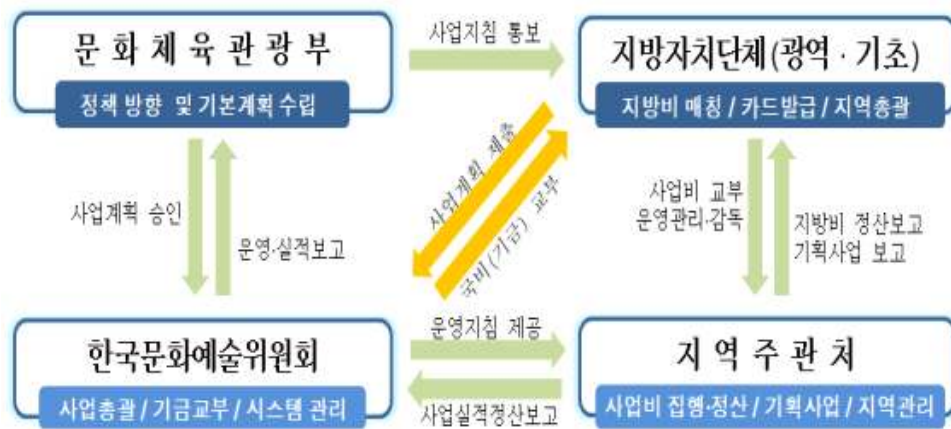 사업지침 통보
문 화 체 육 관 광 부
지방자치단체(광역 · 기초)
정책 방향 및 기본계획 수립
지방비 매칭 / 카드발급 / 지역총괄
사업계획 승인
운영·실적보고
사업계획 제출
국비(기금) 교부
사업비 교부
운영관리·감독
지방비 정산보고
기획사업 보고
한국문화예술위원회
운영지침 제공
지 역 주 관 처
사업총괄 / 기금교부 / 시스템 관리
사업실적정산보고
사업비 집행·정산 / 기획사업 / 지역관리